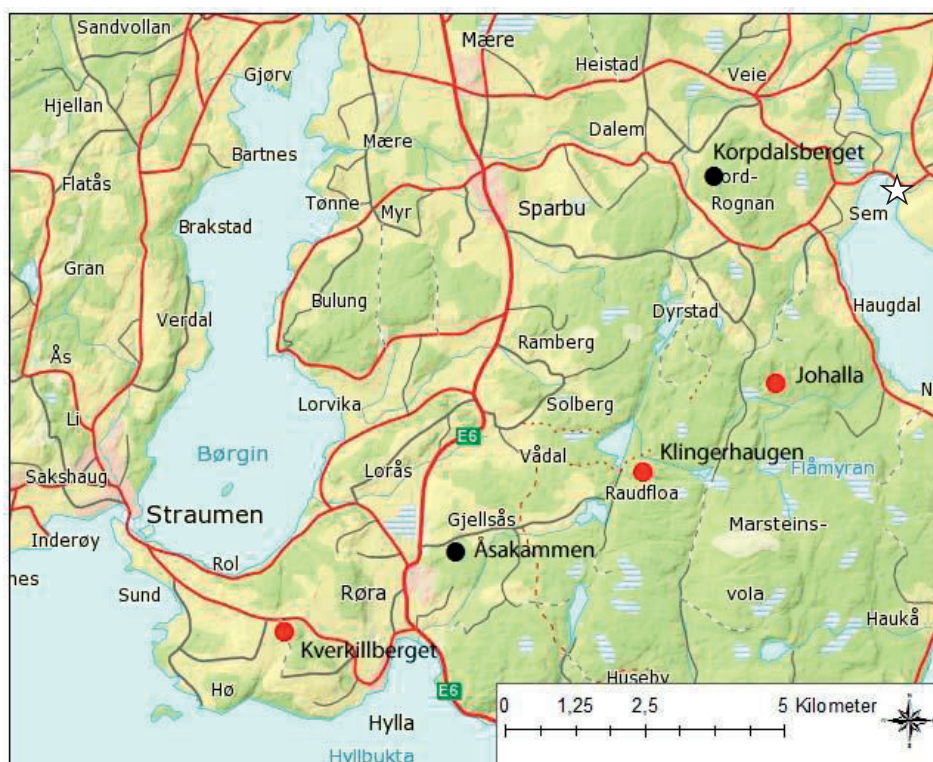 Sandvollan
Mære
Heistad
Veie
Gjørv
Hjellan
Dalem
Mære
Bartnes
Korpdalsberget
ord-
Flatås
Tønne
Rognan
Myr
Sparbu
Sem
Brakstad
Gran
Bulung
Haugdal
Dyrstad
Verdal
Ramberg
Ås
Johalla
Lorvika
Solberg
N
Li
E6
Børgin
Vådal
Klingerhaugen
Sakshaug
Lorås
Flåmyran
Raudfloa
Straumen
Gjellsås
Marsteins-
Inderøy
Åsakammen
Rol
nes
Sund
Røra
vola
Haukå
Kverkillberget
Huseby
Hø
E6
0 1,25 2,5 5 Kilometer
Hylla
Hyllbukta